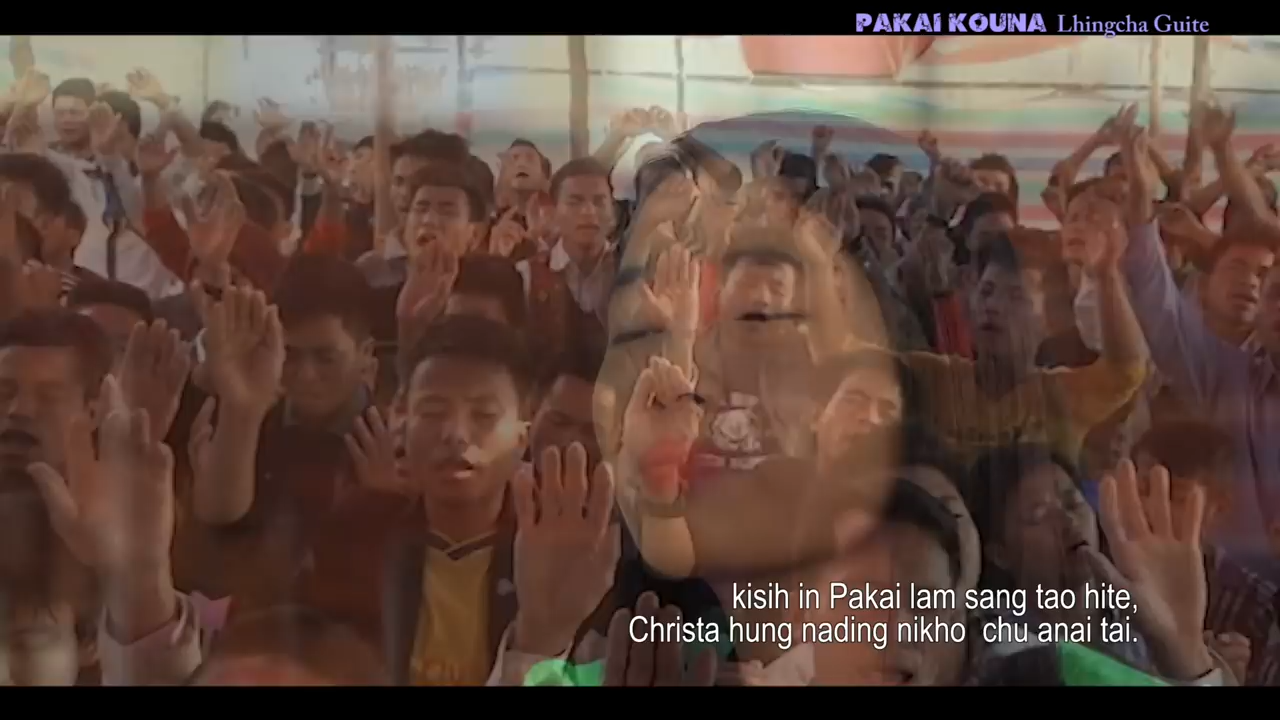 PAKAI KOUNA Lhingcha Guite
kisih in Pakai lam sang tao hite,
Christa hung nading nikho chu anai tai.